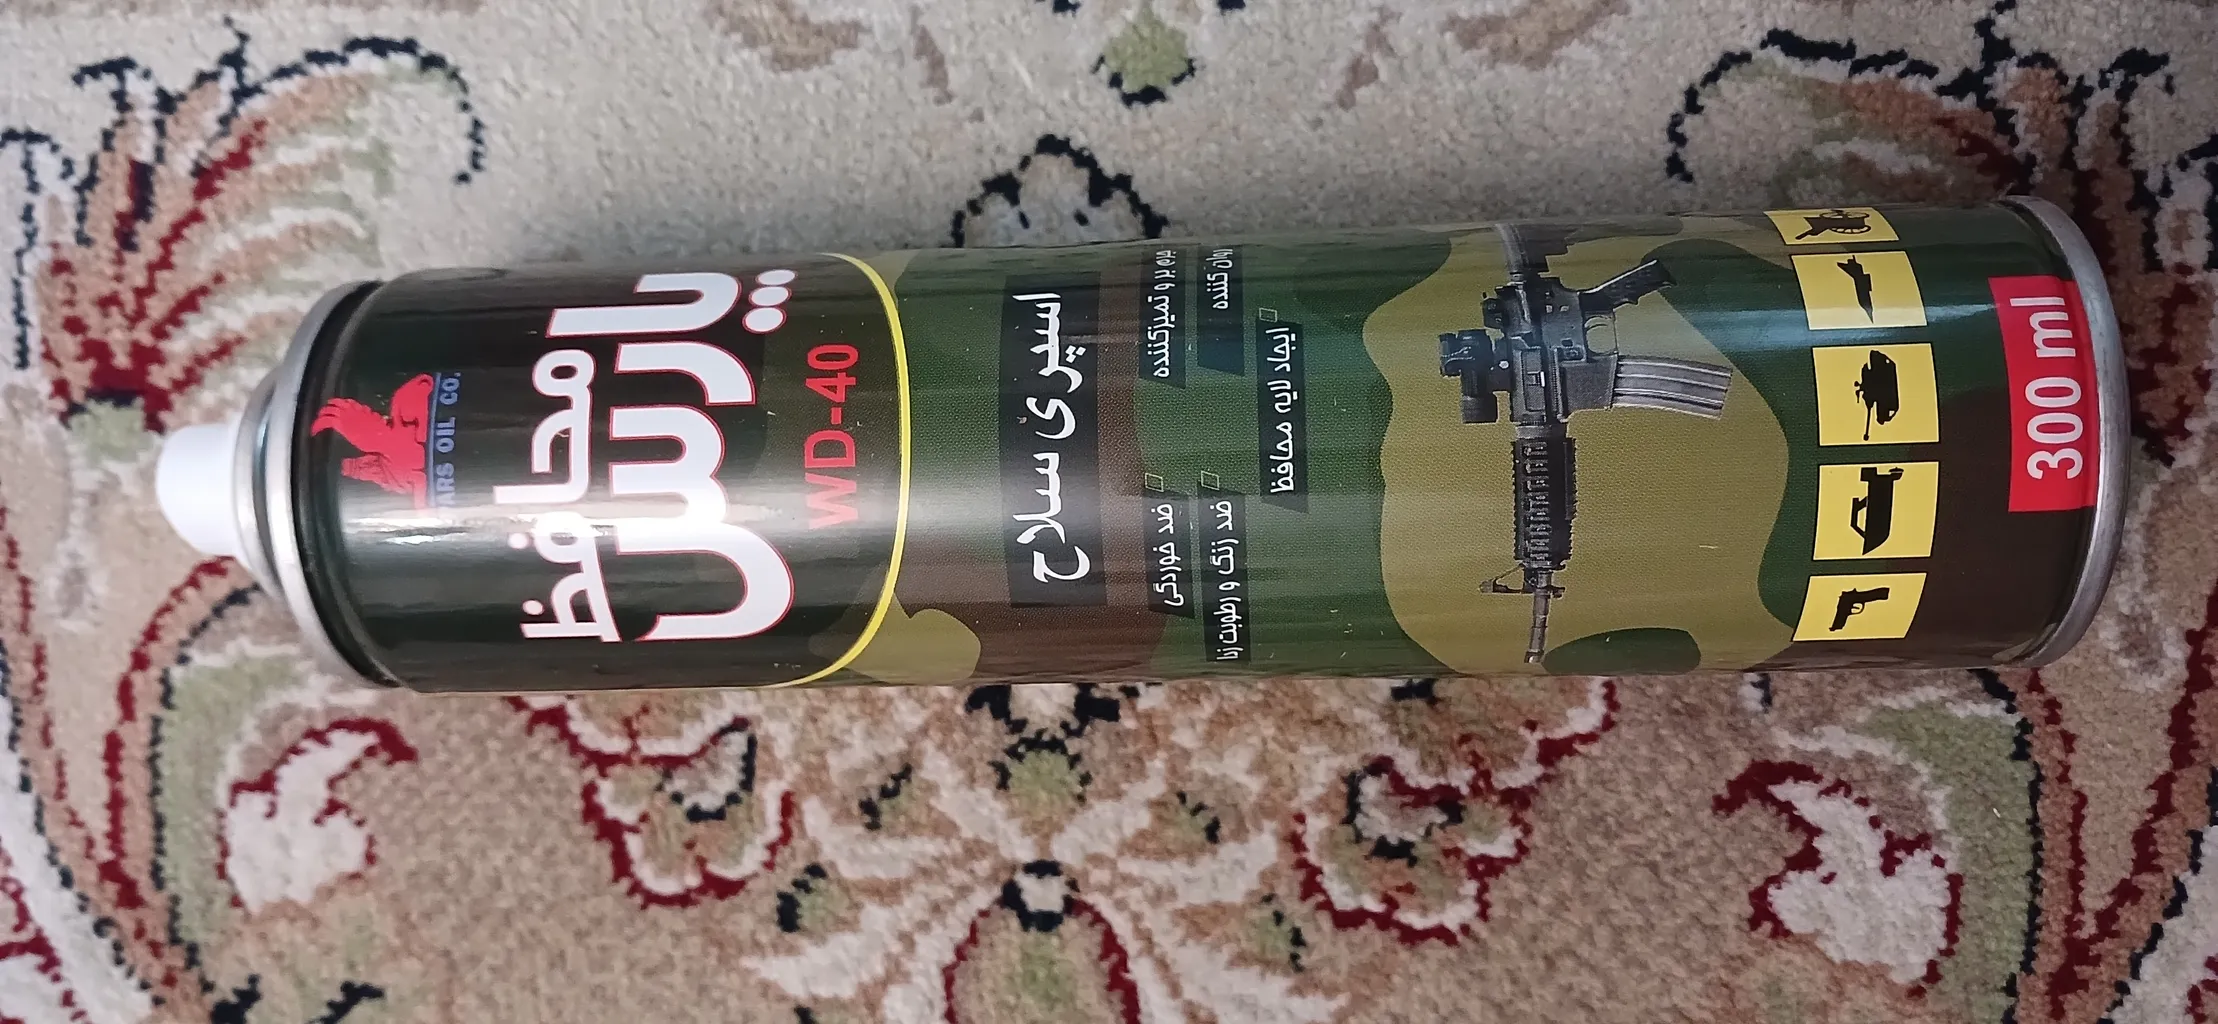 PARS OIL CO.
محافظ
پارس
WD-40
اسپری سلاح
ضد خوردگی
جرم بر و تمیزکننده
ضد زنگ و رطوبت زدا
روان کننده
ایجاد لایه محافظ
300 ml